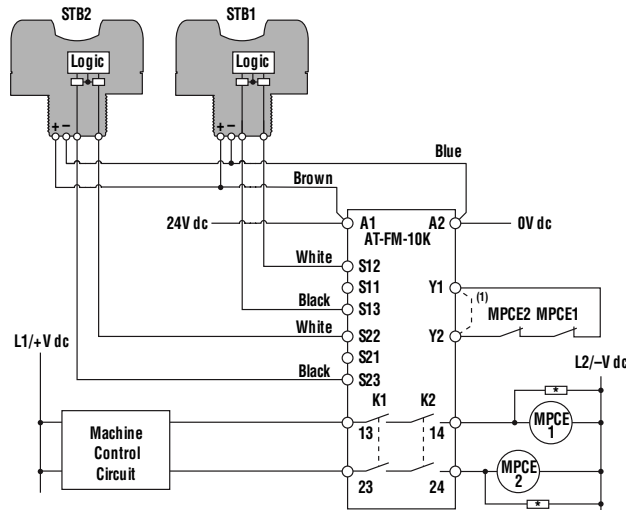 STB2
STB1
Logic
Logic
+ –
+ –
Blue
Brown
24V dc
A1
A2
0V dc
AT-FM-10K
White
S12
S11
Y1
(1)
Black
S13
MPCE2 MPCE1
White
S22
Y2
L1/+V dc
S21
L2/–V dc
Black
S23
*
K1
K2
13
14
MPCE
1
Machine
Control
Circuit
MPCE
2
23
24
*